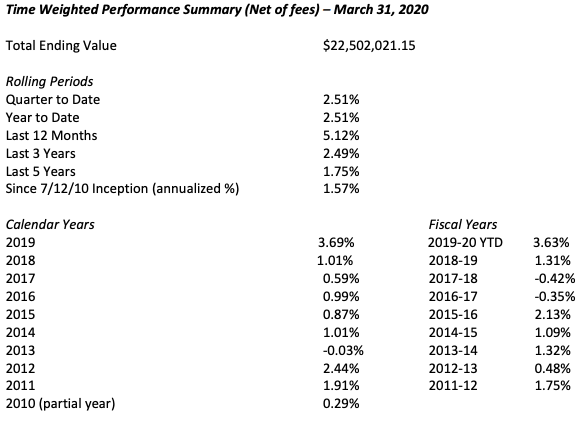 Time Weighted Performance Summary (Net of fees) – March 31, 2020
Total Ending Value $22,502,021.15
Rolling Periods
Quarter to Date 2.51%
Year to Date 2.51%
Last 12 Months 5.12%
Last 3 Years 2.49%
Last 5 Years 1.75%
Since 7/12/10 Inception (annualized %) 1.57%
Calendar Years Fiscal Years
2019 3.69% 2019-20 YTD 3.63%
2018 1.01% 2018-19 1.31%
2017 0.59% 2017-18 -0.42%
2016 0.99% 2016-17 -0.35%
2015 0.87% 2015-16 2.13%
2014 1.01% 2014-15 1.09%
2013 -0.03% 2013-14 1.32%
2012 2.44% 2012-13 0.48%
2011 1.91% 2011-12 1.75%
2010 (partial year) 0.29%